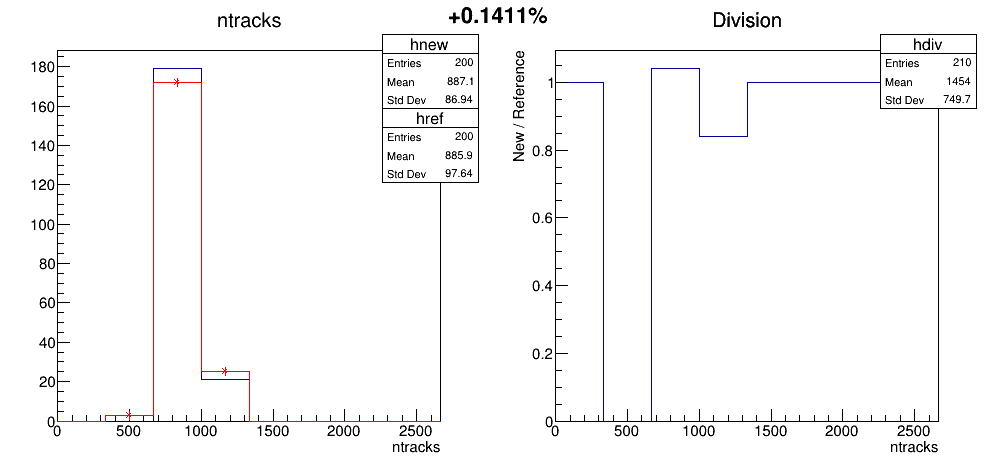 +0.1411%
ntracks
hnew
Entries 200
Mean 887.1
Std Dev 86.94
href
Entries 200
Mean 885.9
Std Dev 97.64
180
160
140
120
100
80
60
40
20
0
0 500 1000 1500 2000 2500
ntracks
Division
hdiv
Entries 210
Mean 1454
Std Dev 749.7
New / Reference
1
0.8
0.6
0.4
0.2
0
0 500 1000 1500 2000 2500
ntracks